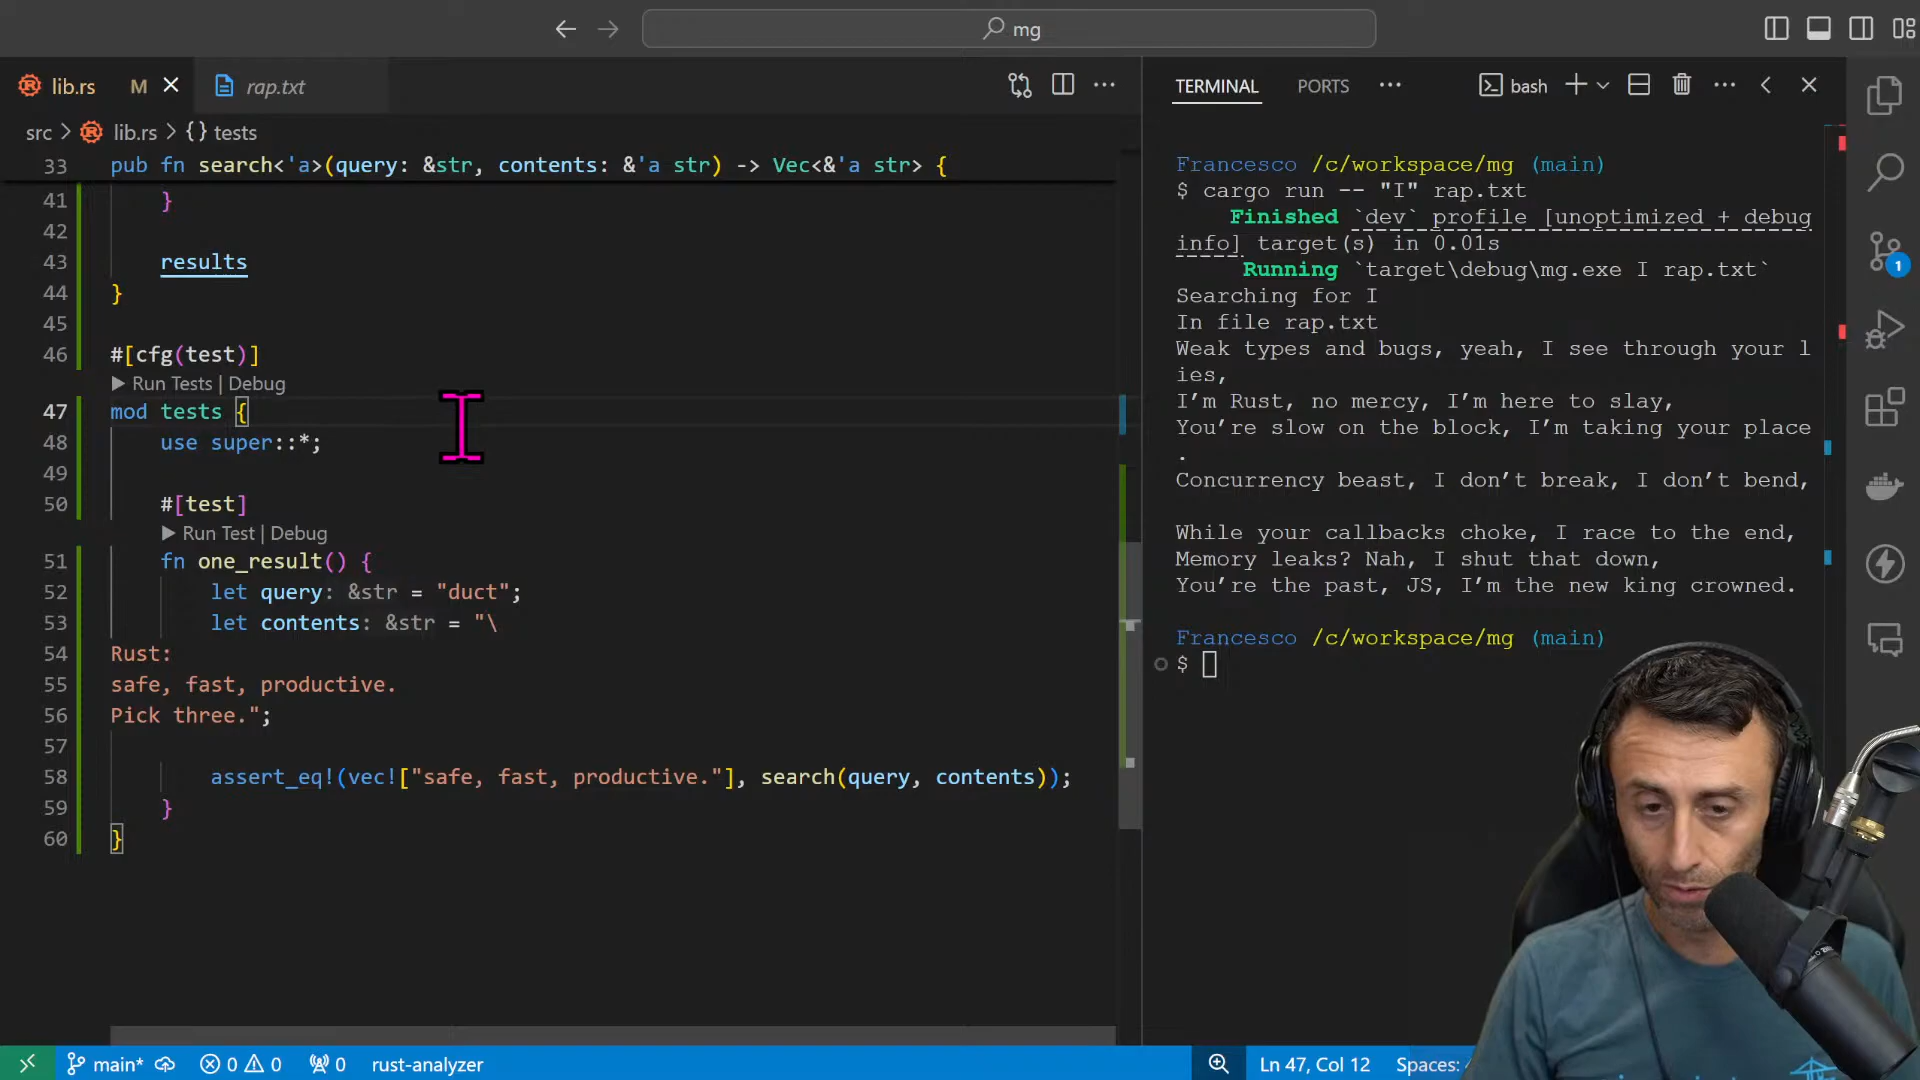 mg
lib.rs M
rap.txt
src > lib.rs > {} tests
33 pub fn search<'a>(query: &str, contents: &'a str) -> Vec<&'a str> {
41 }
42
43 results
44 }
45
46 #[cfg(test)]
Run Tests | Debug
47 mod tests {
48 use super::*;
49
50 #[test]
Run Test | Debug
51 fn one_result() {
52 let query: &str = "duct";
53 let contents: &str = "\
54 Rust:
55 safe, fast, productive.
56 Pick three.";
57
58 assert_eq!(vec!["safe, fast, productive."], search(query, contents));
59 }
60 }
TERMINAL PORTS
bash
Francesco /c/workspace/mg (main)
$ cargo run -- "I" rap.txt
Finished `dev` profile [unoptimized + debug
info] target(s) in 0.01s
Running `target\debug\mg.exe I rap.txt`
Searching for I
In file rap.txt
Weak types and bugs, yeah, I see through your l
ies,
I’m Rust, no mercy, I’m here to slay,
You’re slow on the block, I’m taking your place
.
Concurrency beast, I don’t break, I don’t bend,
While your callbacks choke, I race to the end,
Memory leaks? Nah, I shut that down,
You’re the past, JS, I’m the new king crowned.
Francesco /c/workspace/mg (main)
$
1
main* 0 0 0 rust-analyzer
Ln 47, Col 12 Spaces: